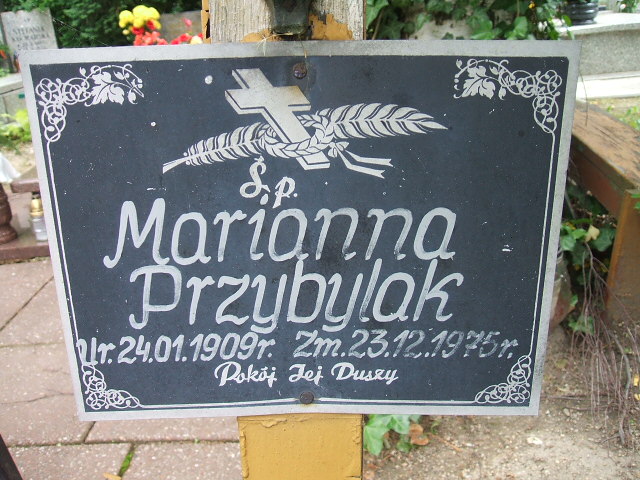 Ś.p.
Marianna
Przybylak
Ur.24.01.1909r. Zm.23.12.1975r.
Pokój Jej Duszy